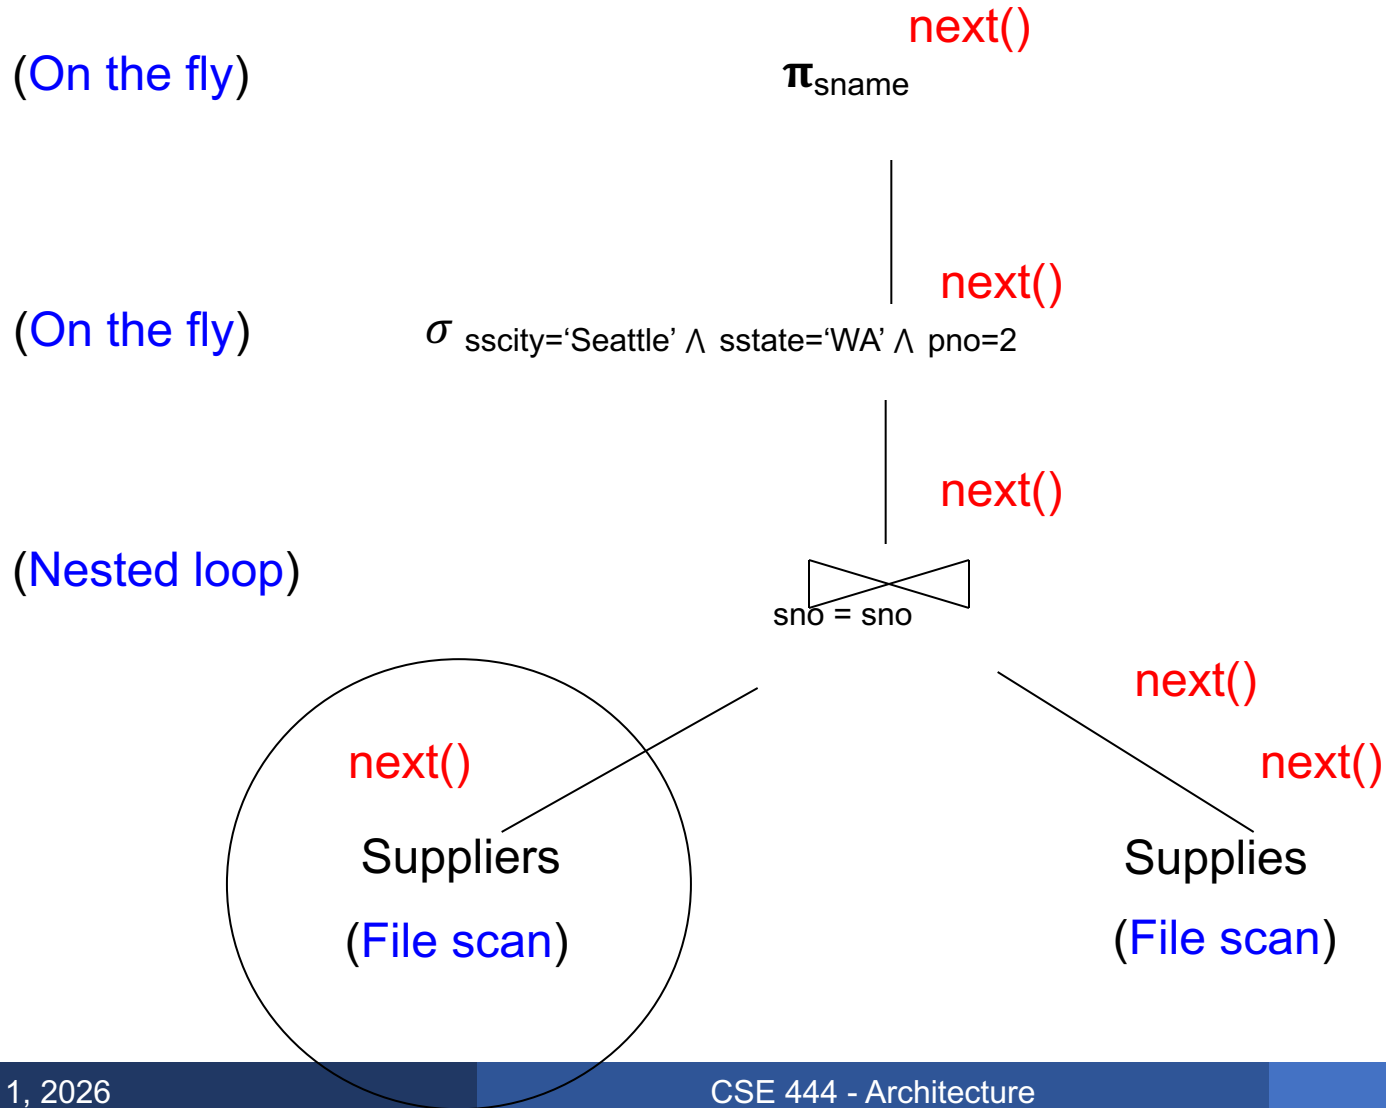 next()
(On the fly)
πsname
next()
(On the fly)
σ sscity=‘Seattle’ ∧ sstate=‘WA’ ∧ pno=2
next()
(Nested loop)
sno = sno
next()
next()
next()
Suppliers
Supplies
(File scan)
(File scan)
1, 2026
CSE 444 - Architecture